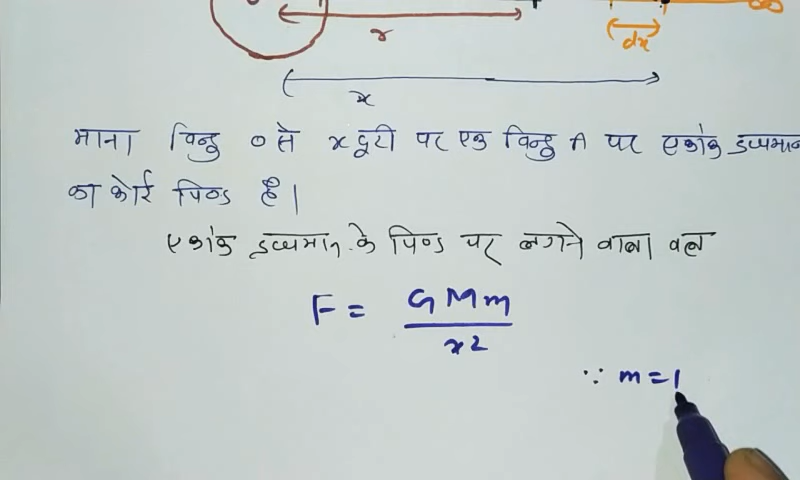 r
dx
x
माना बिन्दु O से x दूरी पर एक बिन्दु A पर एकांक द्रव्यमान
का कोई पिण्ड है।
एकांक द्रव्यमान के पिण्ड पर लगने वाला बल
F = GMm / x²
∵ m = 1